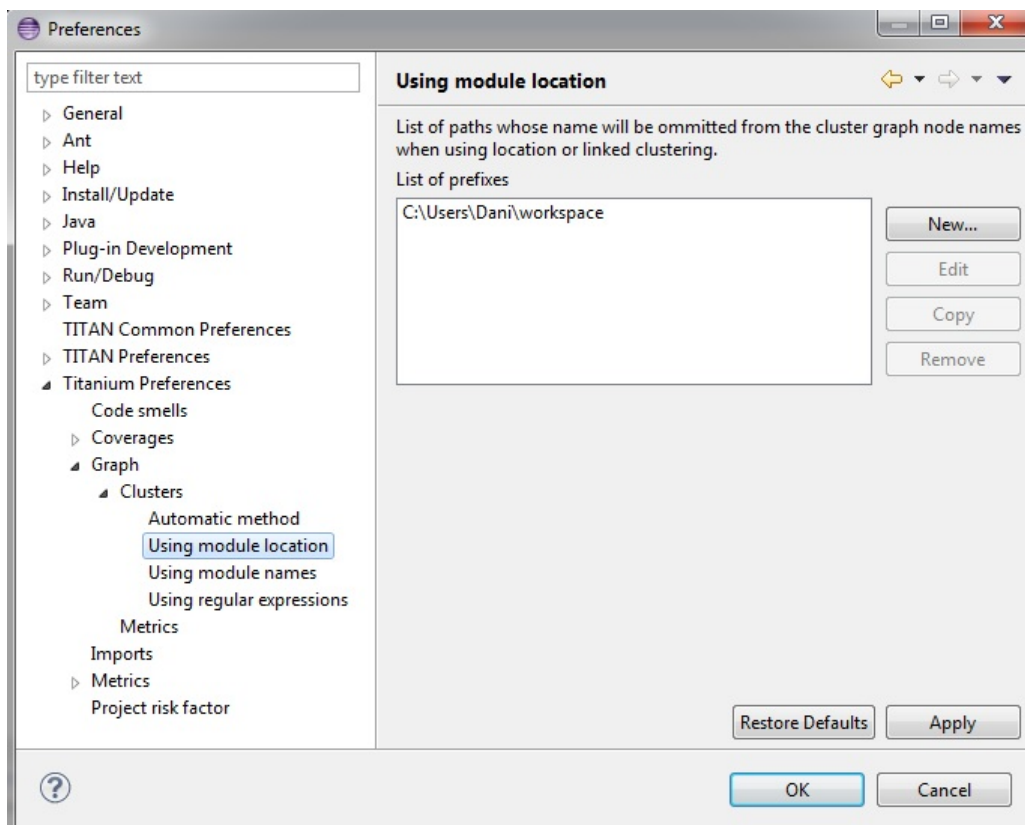 Preferences
type filter text
General
Ant
Help
Install/Update
Java
Plug-in Development
Run/Debug
Team
TITAN Common Preferences
TITAN Preferences
Titanium Preferences
Code smells
Coverages
Graph
Clusters
Automatic method
Using module location
Using module names
Using regular expressions
Metrics
Imports
Metrics
Project risk factor
Using module location
List of paths whose name will be ommitted from the cluster graph node names
when using location or linked clustering.
List of prefixes
C:\Users\Dani\workspace
New...
Edit
Copy
Remove
Restore Defaults
Apply
?
OK
Cancel